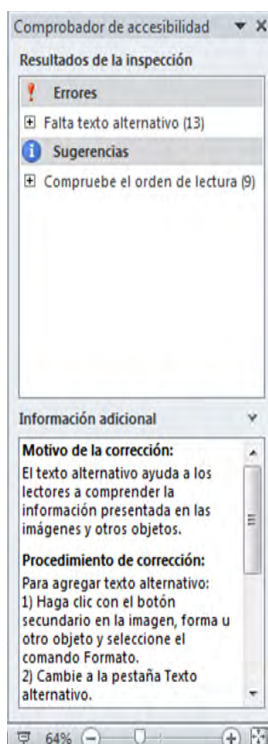 Comprobador de accesibilidad
Resultados de la inspección
Errores
Falta texto alternativo (13)
Sugerencias
Compruebe el orden de lectura (9)
Información adicional
Motivo de la corrección:
El texto alternativo ayuda a los
lectores a comprender la
información presentada en las
imágenes y otros objetos.
Procedimiento de corrección:
Para agregar texto alternativo:
1) Haga clic con el botón
secundario en la imagen, forma u
otro objeto y seleccione el
comando Formato.
2) Cambie a la pestaña Texto
alternativo.
64%